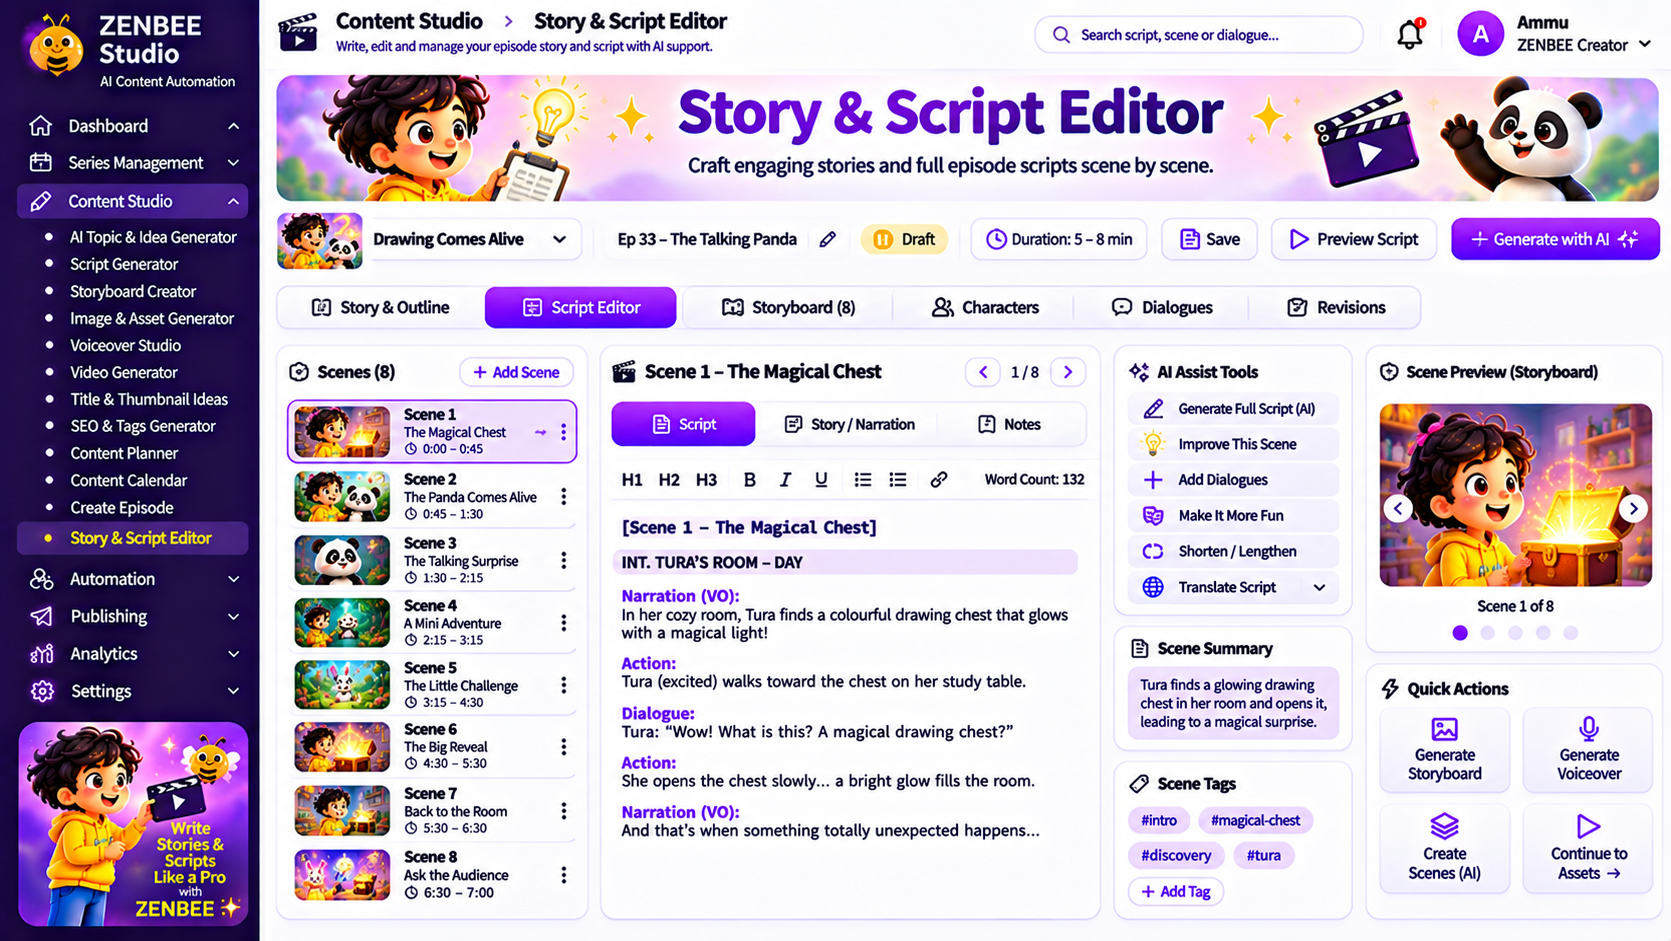 ZENBEE
Studio
AI Content Automation
Dashboard
Series Management
Content Studio
AI Topic & Idea Generator
Script Generator
Storyboard Creator
Image & Asset Generator
Voiceover Studio
Video Generator
Title & Thumbnail Ideas
SEO & Tags Generator
Content Planner
Content Calendar
Create Episode
Story & Script Editor
Automation
Publishing
Analytics
Settings
Write
Stories &
Scripts
Like a Pro
with
ZENBEE
Content Studio > Story & Script Editor
Write, edit and manage your episode story and script with AI support.
Search script, scene or dialogue...
A
Ammu
ZENBEE Creator
Story & Script Editor
Craft engaging stories and full episode scripts scene by scene.
Drawing Comes Alive
Ep 33 – The Talking Panda
Draft
Duration: 5 – 8 min
Save
Preview Script
+ Generate with AI
Story & Outline
Script Editor
Storyboard (8)
Characters
Dialogues
Revisions
Scenes (8)
+ Add Scene
Scene 1
The Magical Chest
0:00 – 0:45
Scene 2
The Panda Comes Alive
0:45 – 1:30
Scene 3
The Talking Surprise
1:30 – 2:15
Scene 4
A Mini Adventure
2:15 – 3:15
Scene 5
The Little Challenge
3:15 – 4:30
Scene 6
The Big Reveal
4:30 – 5:30
Scene 7
Back to the Room
5:30 – 6:30
Scene 8
Ask the Audience
6:30 – 7:00
Scene 1 – The Magical Chest
1 / 8
Script
Story / Narration
Notes
H1 H2 H3 B I U
Word Count: 132
[Scene 1 – The Magical Chest]
INT. TURA'S ROOM – DAY
Narration (VO):
In her cozy room, Tura finds a colourful drawing chest that glows
with a magical light!
Action:
Tura (excited) walks toward the chest on her study table.
Dialogue:
Tura: “Wow! What is this? A magical drawing chest?”
Action:
She opens the chest slowly... a bright glow fills the room.
Narration (VO):
And that’s when something totally unexpected happens...
AI Assist Tools
Generate Full Script (AI)
Improve This Scene
Add Dialogues
Make It More Fun
Shorten / Lengthen
Translate Script
Scene Summary
Tura finds a glowing drawing
chest in her room and opens it,
leading to a magical surprise.
Scene Tags
#intro
#magical-chest
#discovery
#tura
+ Add Tag
Scene Preview (Storyboard)
Scene 1 of 8
Quick Actions
Generate
Storyboard
Generate
Voiceover
Create
Scenes (AI)
Continue to
Assets →